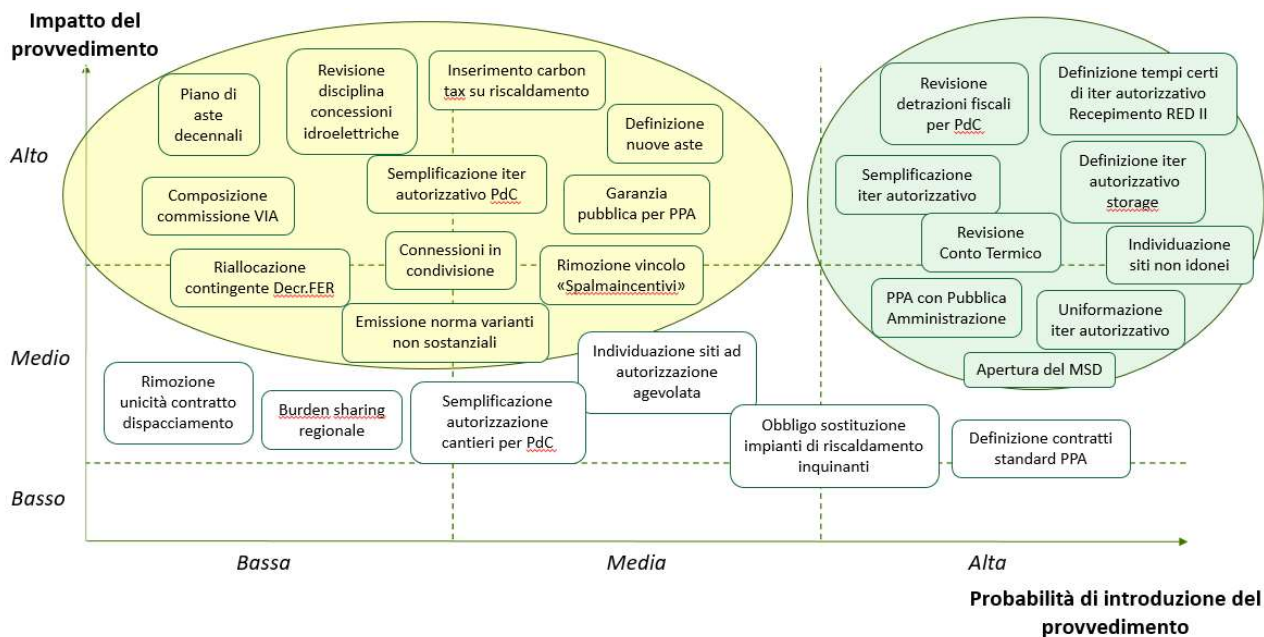 Impatto del
provvedimento
Piano di
aste
decennali
Revisione
disciplina
concessioni
idroelettriche
Inserimento carbon
tax su riscaldamento
Definizione
nuove aste
Revisione
detrazioni fiscali
per PdC
Definizione tempi certi
di iter autorizzativo
Recepimento RED II
Alto
Composizione
commissione VIA
Semplificazione iter
autorizzativo PdC
Garanzia
pubblica per PPA
Semplificazione
iter autorizzativo
Definizione iter
autorizzativo
storage
Revisione
Conto Termico
Individuazione
siti non idonei
Riallocazione
contingente Decr.FER
Connessioni in
condivisione
Rimozione vincolo
«Spalmaincentivi»
PPA con Pubblica
Amministrazione
Uniformazione
iter autorizzativo
Emissione norma varianti
non sostanziali
Medio
Individuazione siti ad
autorizzazione
agevolata
Apertura del MSD
Rimozione
unicità contratto
dispacciamento
Burden sharing
regionale
Semplificazione
autorizzazione
cantieri per PdC
Obbligo sostituzione
impianti di riscaldamento
inquinanti
Definizione contratti
standard PPA
Basso
Bassa
Media
Alta
Probabilità di introduzione del
provvedimento